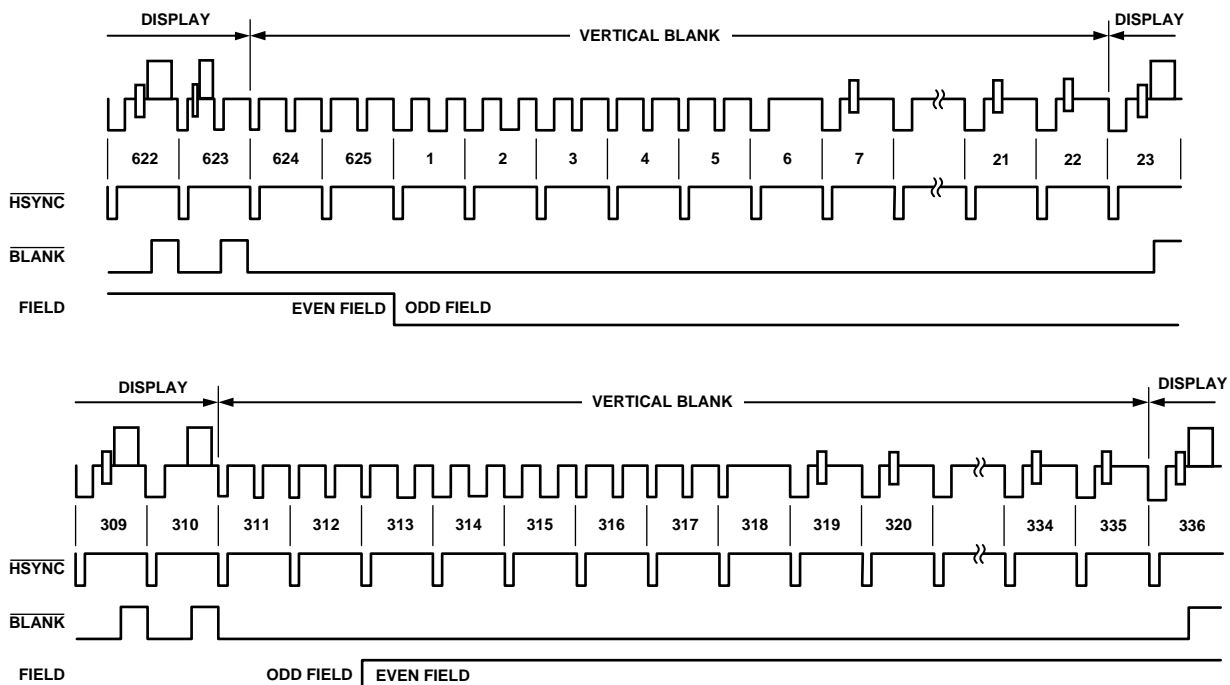 DISPLAY VERTICAL BLANK DISPLAY
622 623 624 625 1 2 3 4 5 6 7 21 22 23
HSYNC
BLANK
FIELD EVEN FIELD ODD FIELD
DISPLAY VERTICAL BLANK DISPLAY
309 310 311 312 313 314 315 316 317 318 319 320 334 335 336
HSYNC
BLANK
FIELD ODD FIELD EVEN FIELD